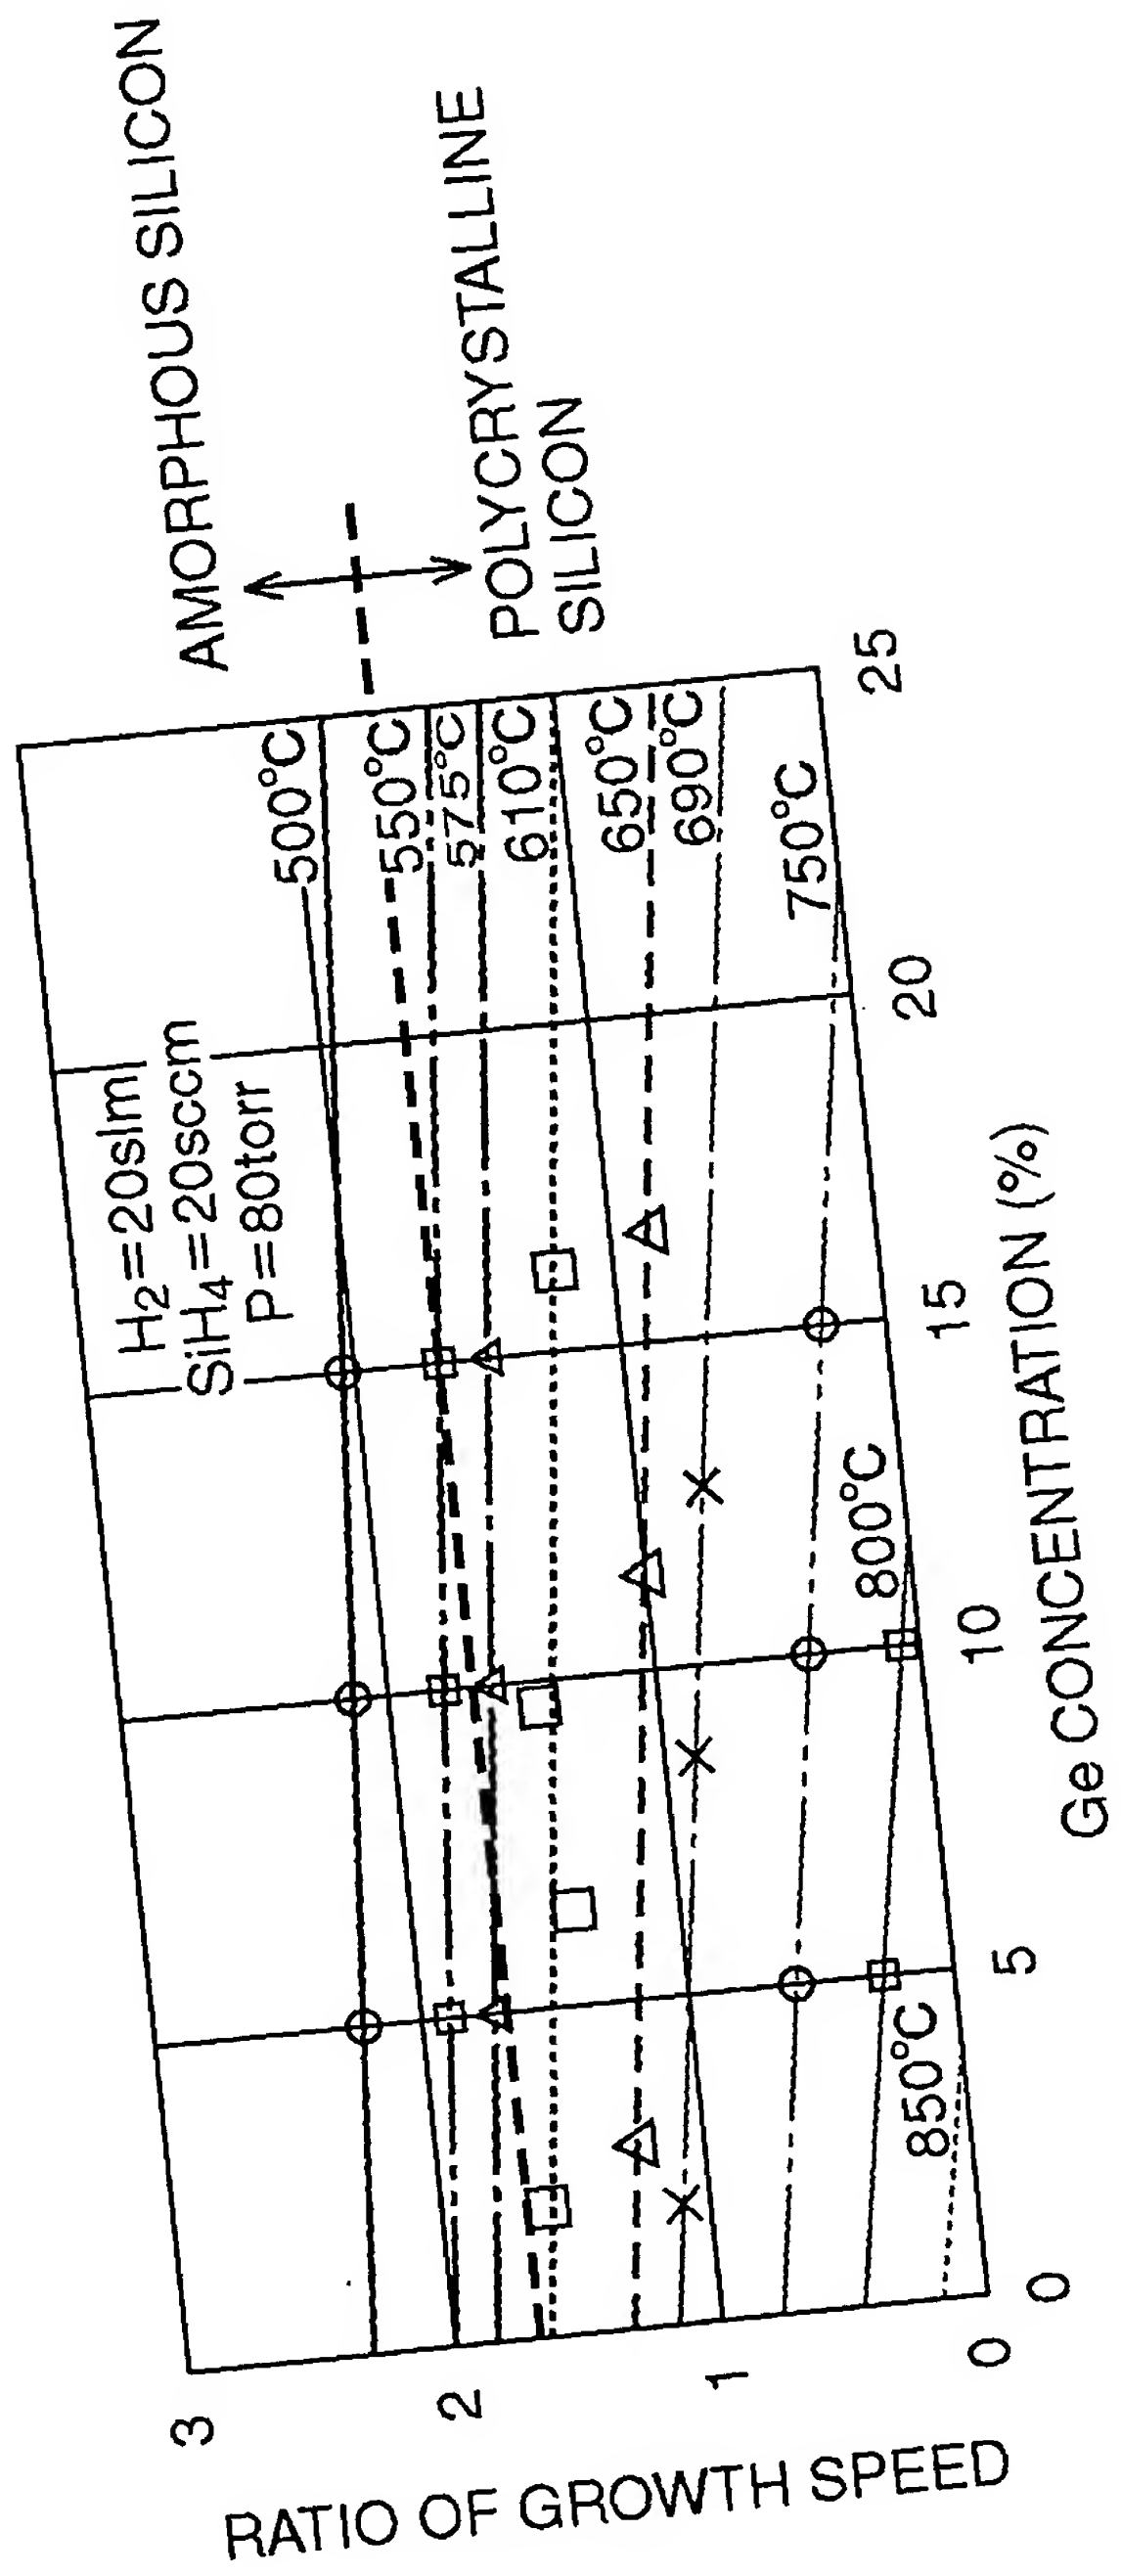 AMORPHOUS SILICON
POLYCRYSTALLINE
SILICON
H₂=20slm
SiH₄=20sccm
P=80torr
500°C
550°C
575°C
610°C
650°C
690°C
750°C
800°C
850°C
3
2
1
0
0
5
10
15
20
25
RATIO OF GROWTH SPEED
Ge CONCENTRATION (%)